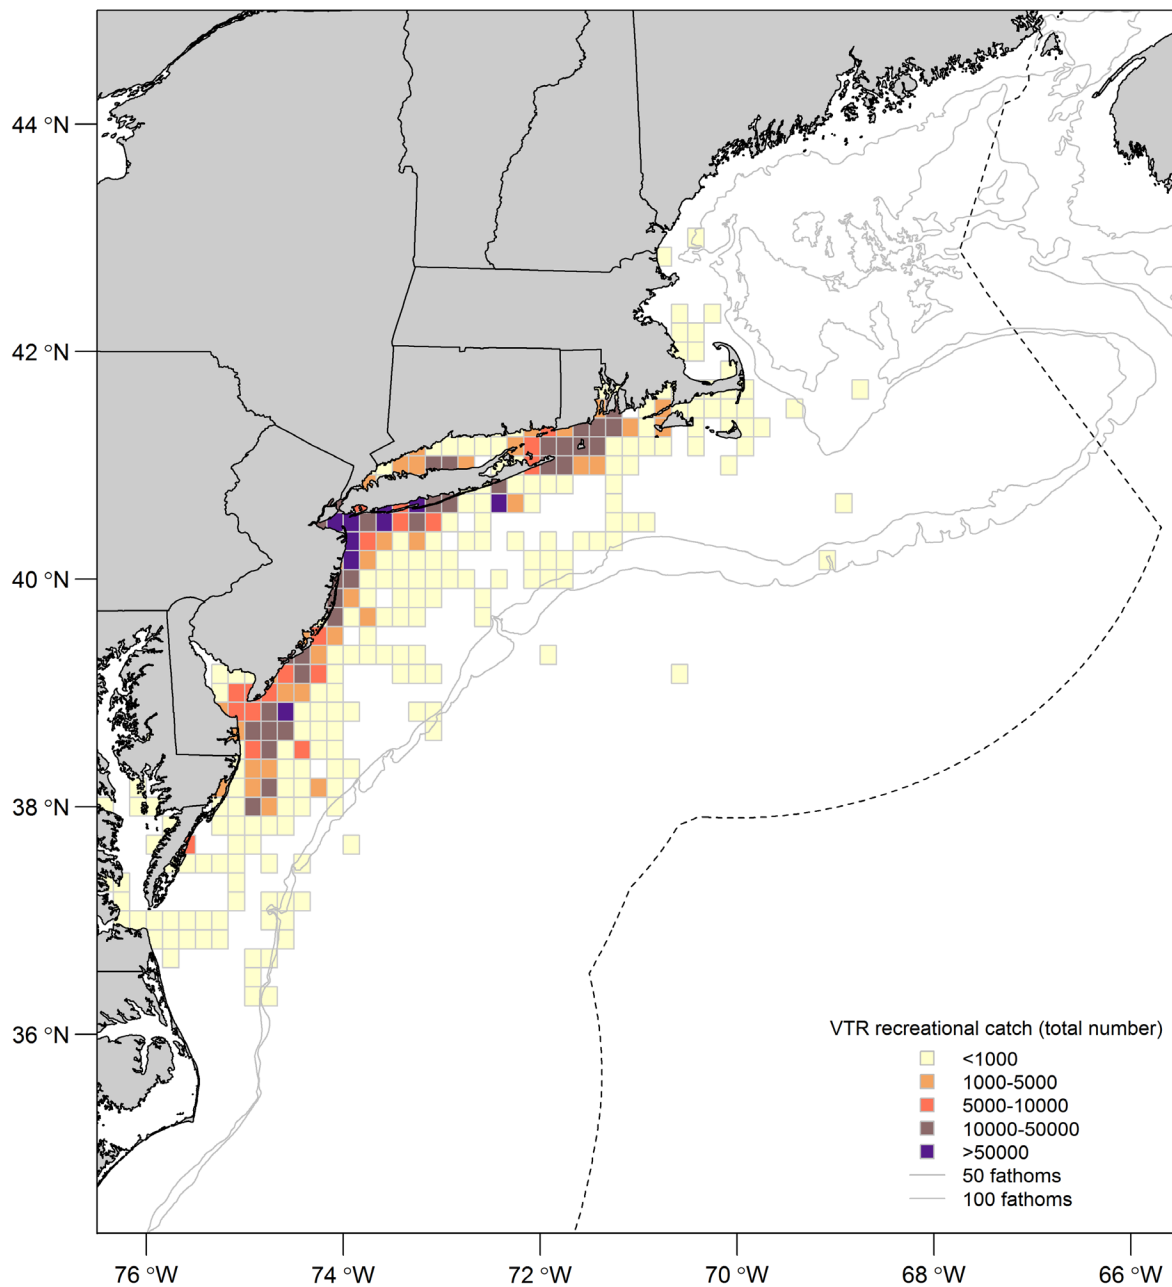 44 °N
42 °N
40 °N
38 °N
36 °N
VTR recreational catch (total number)
<1000
1000-5000
5000-10000
10000-50000
>50000
50 fathoms
100 fathoms
76 °W
74 °W
72 °W
70 °W
68 °W
66 °W